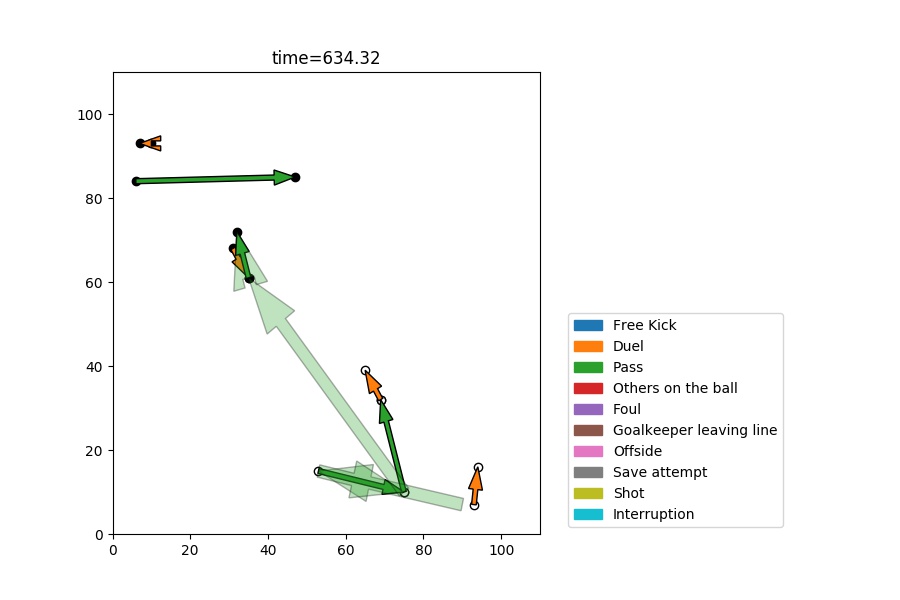 time=634.32
100
80
60
40
20
0
0 20 40 60 80 100
Free Kick
Duel
Pass
Others on the ball
Foul
Goalkeeper leaving line
Offside
Save attempt
Shot
Interruption